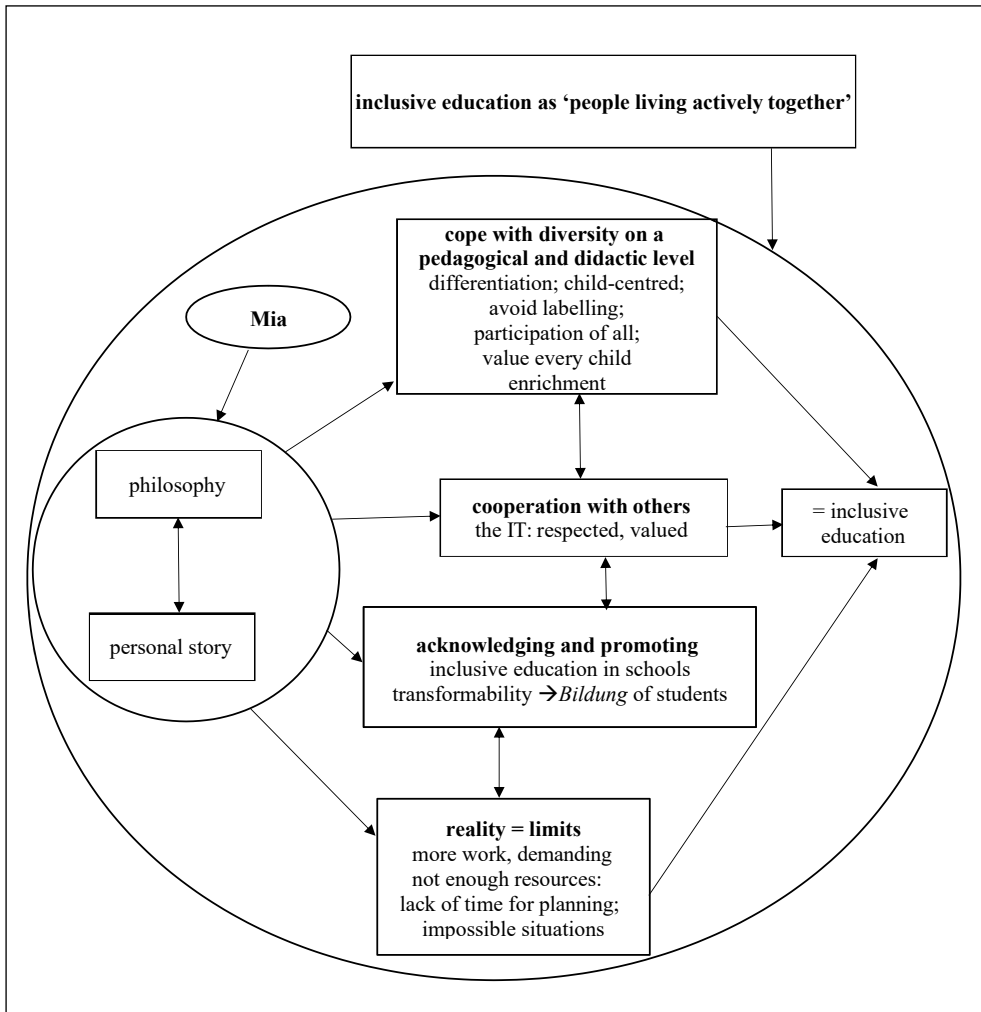 inclusive education as ‘people living actively together’
cope with diversity on a
pedagogical and didactic level
differentiation; child-centred;
avoid labelling;
participation of all;
value every child
enrichment
Mia
philosophy
personal story
cooperation with others
the IT: respected, valued
= inclusive
education
acknowledging and promoting
inclusive education in schools
transformability →Bildung of students
reality = limits
more work, demanding
not enough resources:
lack of time for planning;
impossible situations